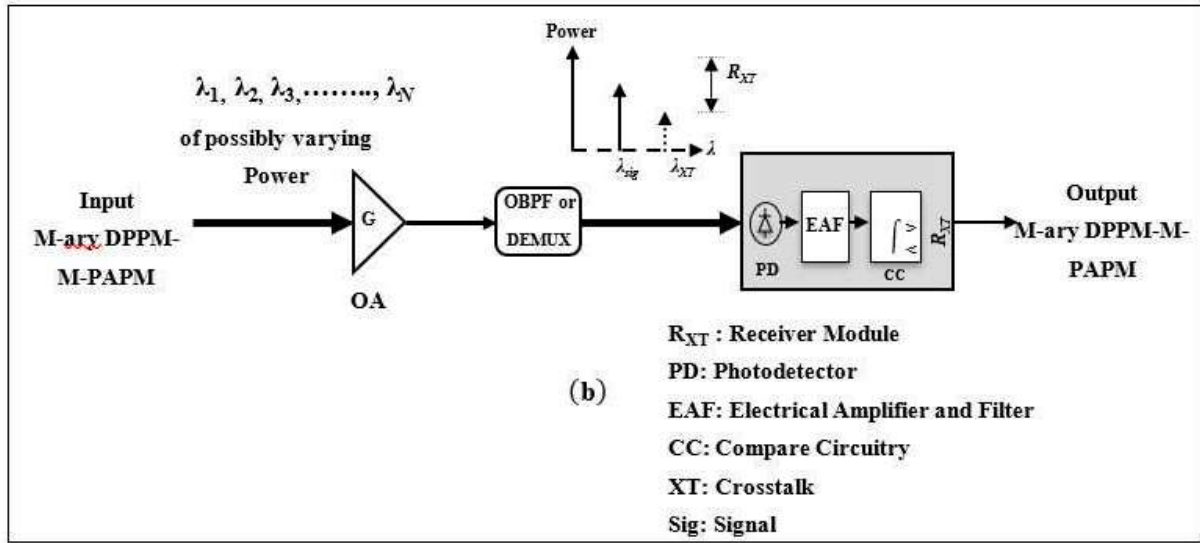 Power
R_XT
λ
λ_sig
λ_XT
λ1, λ2, λ3,........, λN
of possibly varying
Power
Input
M-ary DPPM-
M-PAPM
G
OA
OBPF or
DEMUX
PD
EAF
∫ > <
CC
R_XT
Output
M-ary DPPM-M-
PAPM
R_XT : Receiver Module
PD: Photodetector
EAF: Electrical Amplifier and Filter
CC: Compare Circuitry
XT: Crosstalk
Sig: Signal
(b)